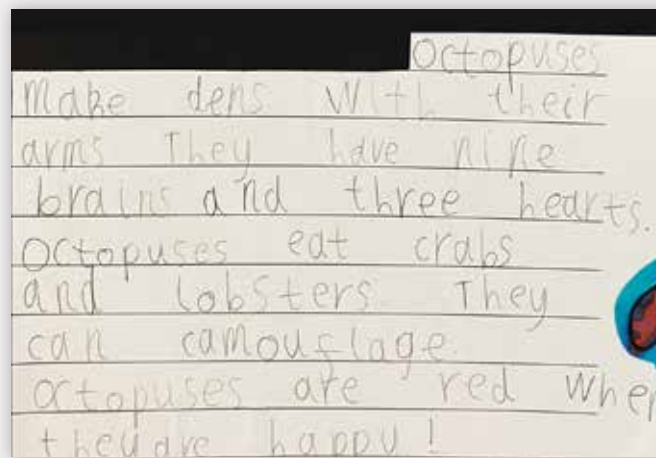 Octopuses
make dens with their
arms They have nine
brains and three hearts.
Octopuses eat crabs
and lobsters They
can camouflage.
octopuses are red when
they are happy!